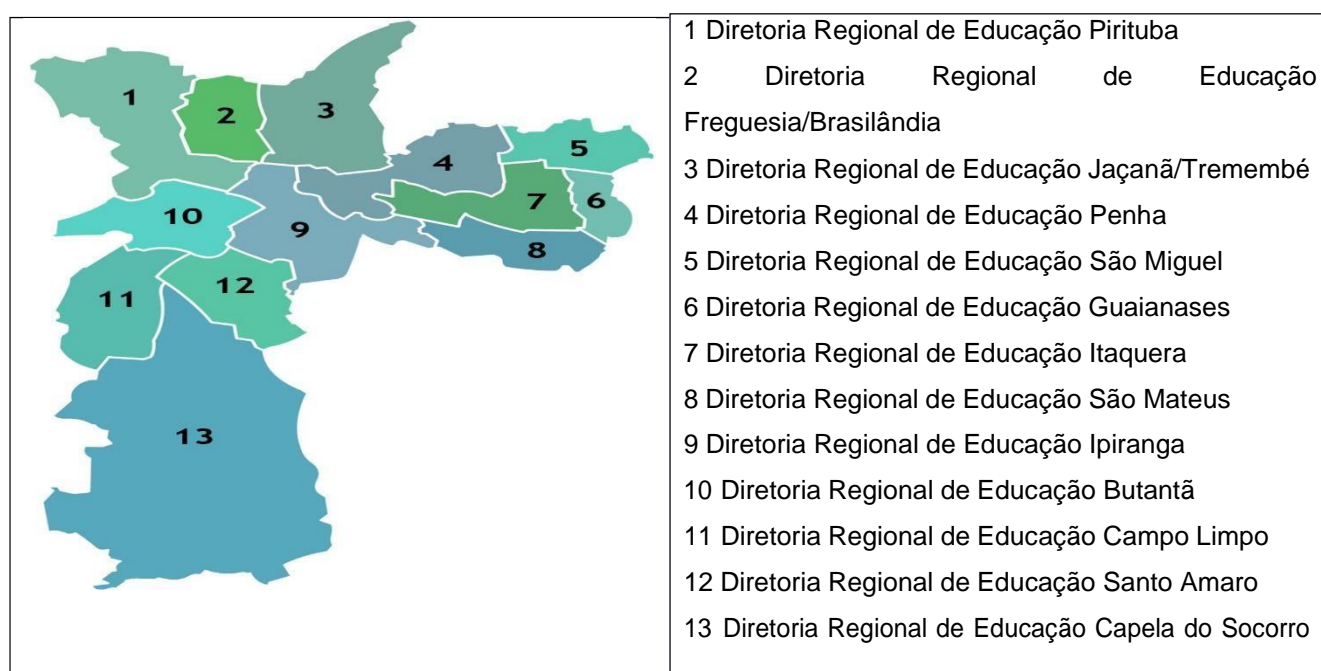 1
2
3
4
5
6
7
8
9
10
11
12
13
1 Diretoria Regional de Educação Pirituba
2 Diretoria Regional de Educação
Freguesia/Brasilândia
3 Diretoria Regional de Educação Jaçanã/Tremembé
4 Diretoria Regional de Educação Penha
5 Diretoria Regional de Educação São Miguel
6 Diretoria Regional de Educação Guaianases
7 Diretoria Regional de Educação Itaquera
8 Diretoria Regional de Educação São Mateus
9 Diretoria Regional de Educação Ipiranga
10 Diretoria Regional de Educação Butantã
11 Diretoria Regional de Educação Campo Limpo
12 Diretoria Regional de Educação Santo Amaro
13 Diretoria Regional de Educação Capela do Socorro